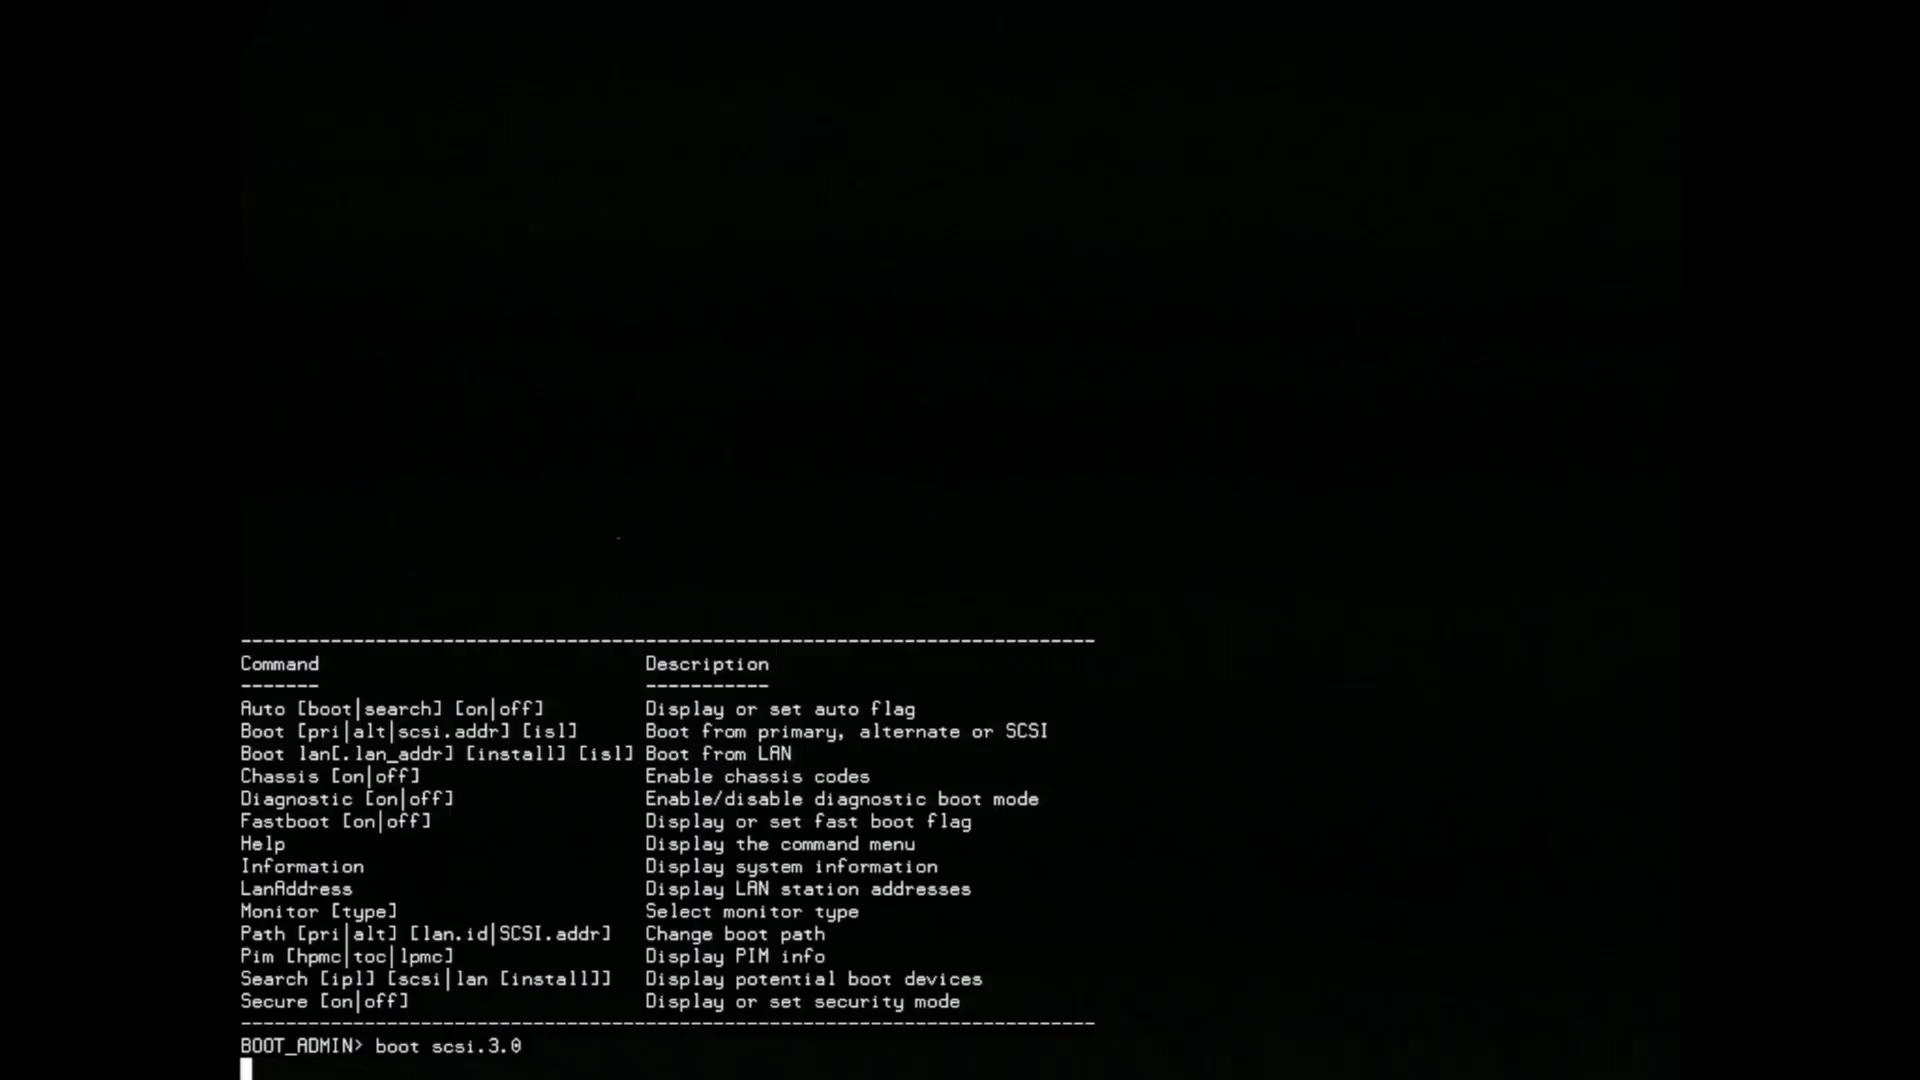 --------------------------------------------------------------------------------
Command Description
------- -----------
Auto [boot|search] [on|off] Display or set auto flag
Boot [pri|alt|scsi.addr] [isl] Boot from primary, alternate or SCSI
Boot lan[.lan_addr] [install] [isl] Boot from LAN
Chassis [on|off] Enable chassis codes
Diagnostic [on|off] Enable/disable diagnostic boot mode
Fastboot [on|off] Display or set fast boot flag
Help Display the command menu
Information Display system information
LanAddress Display LAN station addresses
Monitor [type] Select monitor type
Path [pri|alt] [lan.id|SCSI.addr] Change boot path
Pim [hpmc|toc|lpmc] Display PIM info
Search [ipl] [scsi|lan [install]] Display potential boot devices
Secure [on|off] Display or set security mode
--------------------------------------------------------------------------------
BOOT_ADMIN> boot scsi.3.0